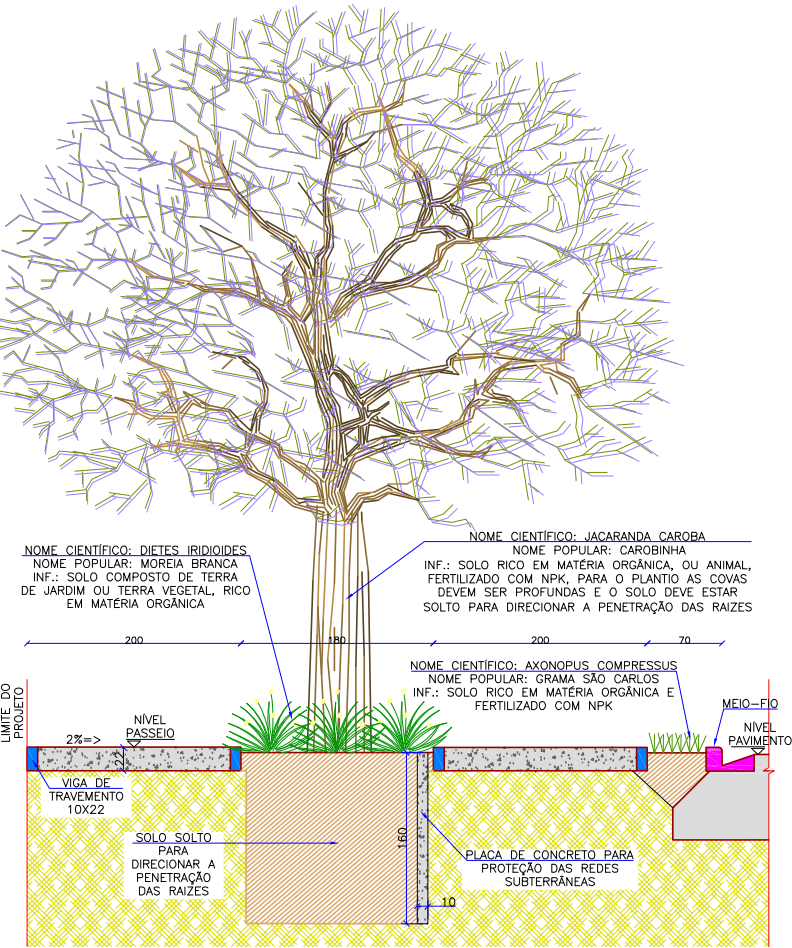 NOME CIENTÍFICO: DIETES IRIDIOIDES
NOME POPULAR: MOREIA BRANCA
INF.: SOLO COMPOSTO DE TERRA
DE JARDIM OU TERRA VEGETAL, RICO
EM MATÉRIA ORGÂNICA
NOME CIENTÍFICO: JACARANDA CAROBA
NOME POPULAR: CAROBINHA
INF.: SOLO RICO EM MATÉRIA ORGÂNICA, OU ANIMAL,
FERTILIZADO COM NPK, PARA O PLANTIO AS COVAS
DEVEM SER PROFUNDAS E O SOLO DEVE ESTAR
SOLTO PARA DIRECIONAR A PENETRAÇÃO DAS RAIZES
200
180
200
70
NOME CIENTÍFICO: AXONOPUS COMPRESSUS
NOME POPULAR: GRAMA SÃO CARLOS
INF.: SOLO RICO EM MATÉRIA ORGÂNICA E
FERTILIZADO COM NPK
LIMITE DO
PROJETO
MEIO-FIO
NÍVEL
PASSEIO
NÍVEL
PAVIMENTO
2%=>
22
VIGA DE
TRAVEMENTO
10X22
SOLO SOLTO
PARA
DIRECIONAR A
PENETRAÇÃO
DAS RAIZES
160
PLACA DE CONCRETO PARA
PROTEÇÃO DAS REDES
SUBTERRÂNEAS
10